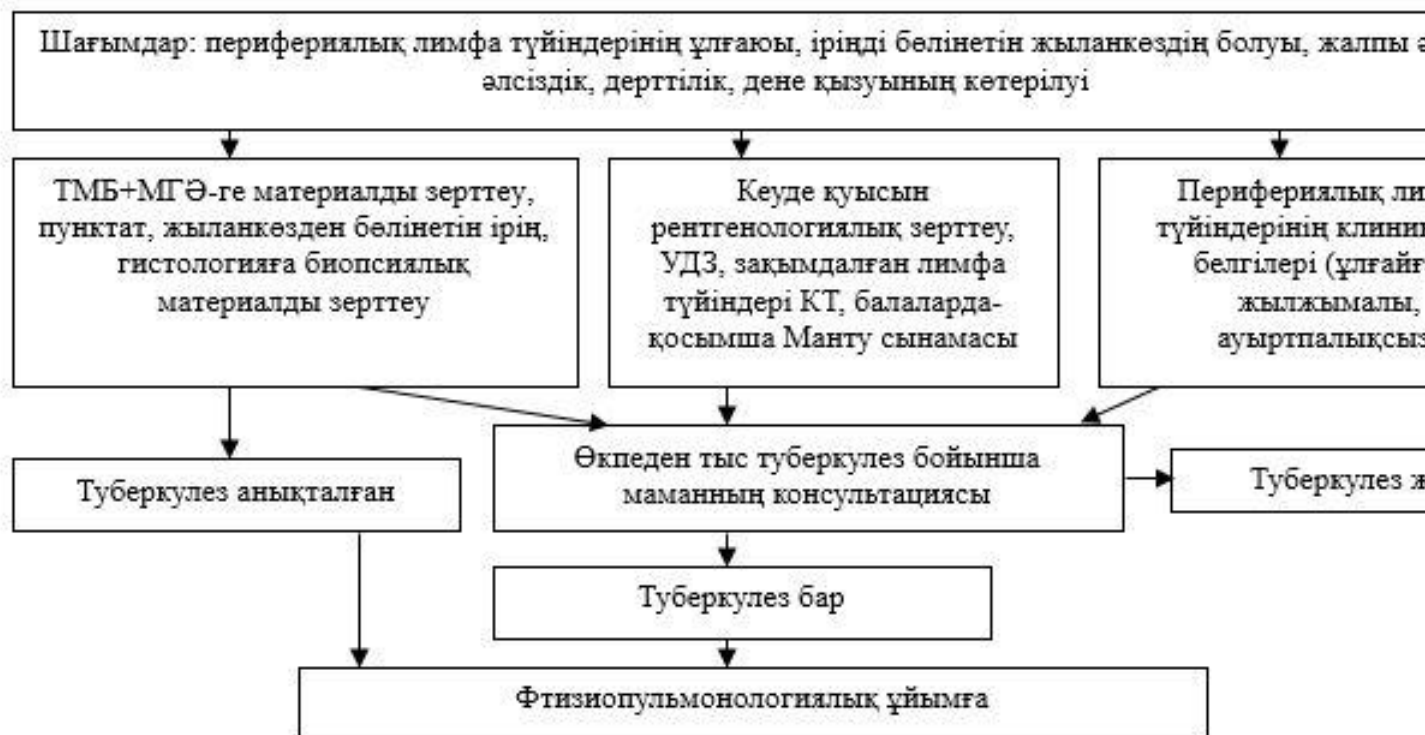 Шағымдар: перифериялық лимфа түйіндерінің ұлғаюы, іріңді бөлінетін жыланкөздің болуы, жалпы
әлсіздік, дерттілік, дене қызуының көтерілуі
ТМБ+МГӘ-ге материалды зерттеу,
пунктат, жыланкөзден бөлінетін ірің,
гистологияға биопсиялық
материалды зерттеу
Кеуде қуысын
рентгенологиялық зерттеу,
УДЗ, зақымдалған лимфа
түйіндері КТ, балаларда-
қосымша Манту сынамасы
Перифериялық
түйіндерінің
белгілері
жылжымалы,
Туберкулез анықталған
Өкпеден тыс туберкулез бойынша
маманның консультациясы
Туберкулез
Туберкулез бар
Фтизиопульмонологиялық ұйымға